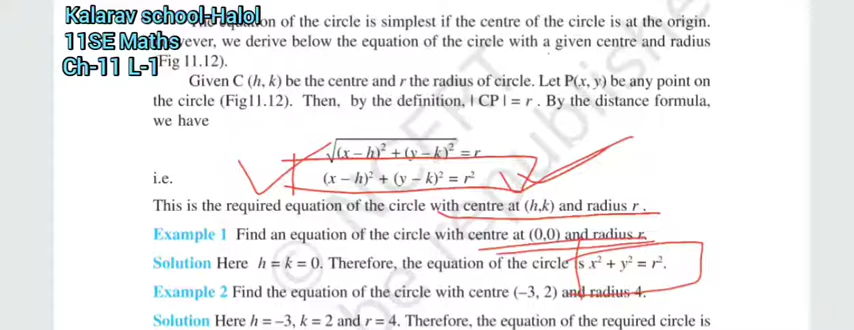 Kalarav school-Halol
11SE Maths
Ch-11 L-1
on of the circle is simplest if the centre of the circle is at the origin.
ever, we derive below the equation of the circle with a given centre and radius
(Fig 11.12).
Given C (h, k) be the centre and r the radius of circle. Let P(x, y) be any point on
the circle (Fig11.12). Then, by the definition, | CP | = r . By the distance formula,
we have
√(x – h)² + (y – k)² = r
i.e. (x – h)² + (y – k)² = r²
This is the required equation of the circle with centre at (h,k) and radius r .
Example 1 Find an equation of the circle with centre at (0,0) and radius r.
Solution Here h = k = 0. Therefore, the equation of the circle is x² + y² = r².
Example 2 Find the equation of the circle with centre (–3, 2) and radius 4.
Solution Here h = –3, k = 2 and r = 4. Therefore, the equation of the required circle is